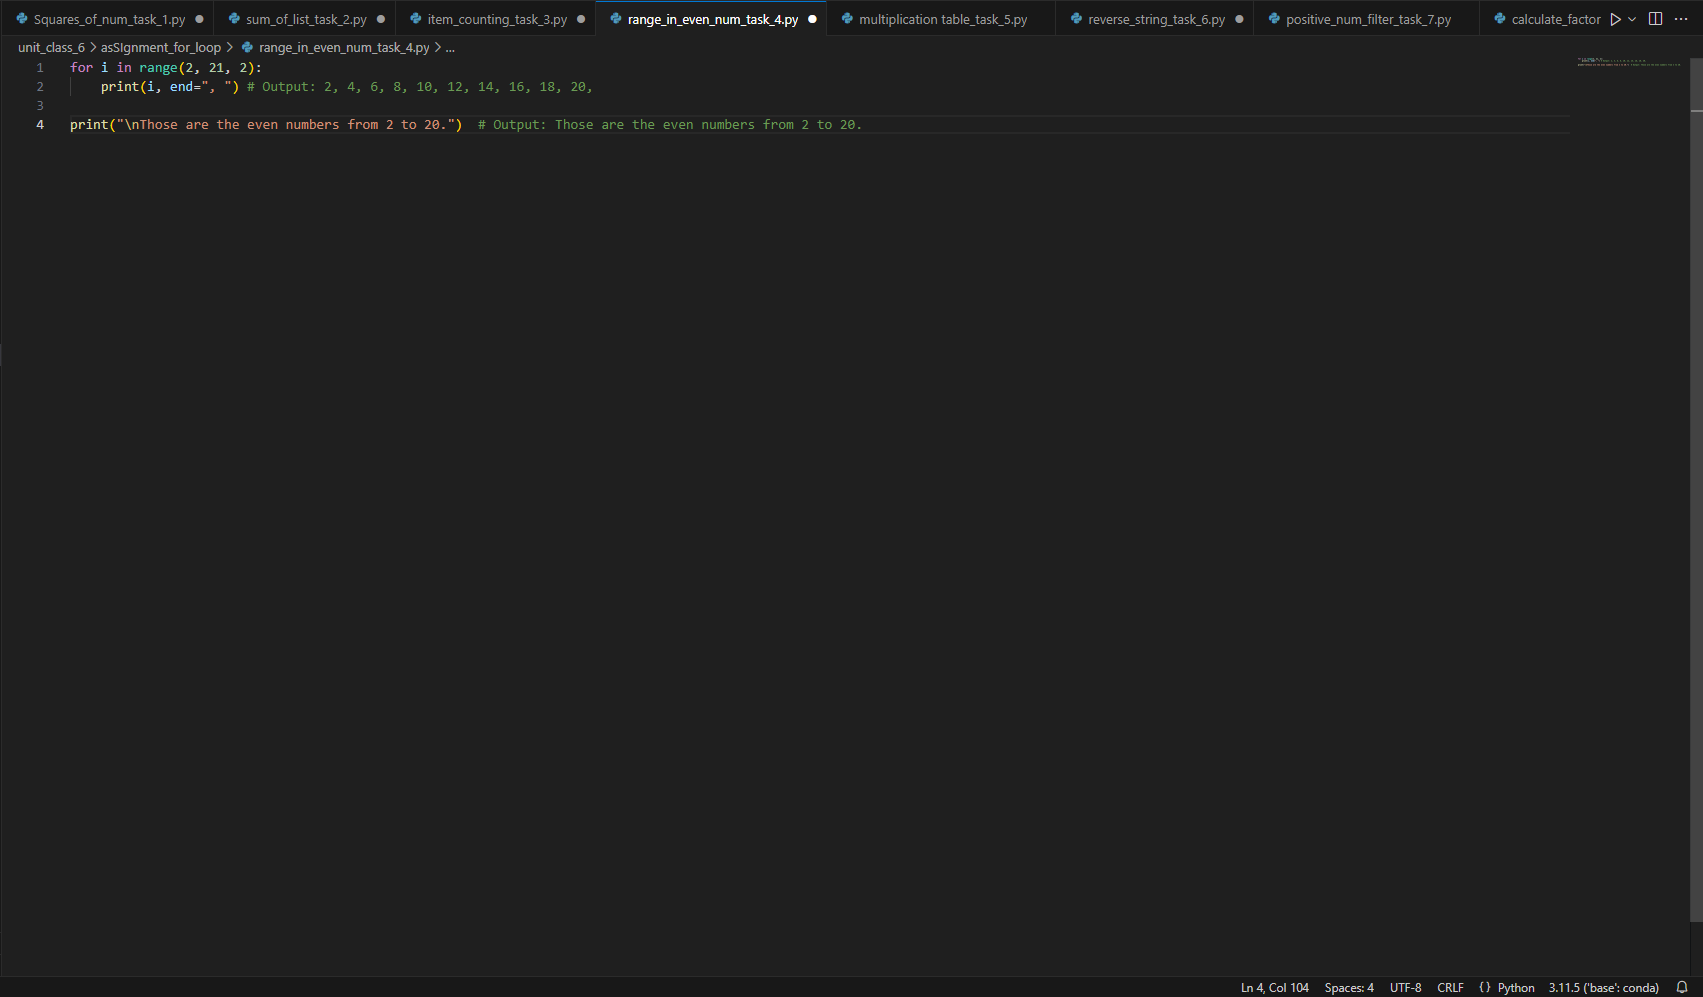 Squares_of_num_task_1.py sum_of_list_task_2.py item_counting_task_3.py range_in_even_num_task_4.py multiplication table_task_5.py reverse_string_task_6.py positive_num_filter_task_7.py calculate_factor
unit_class_6 > asSIgnment_for_loop > range_in_even_num_task_4.py > ...
1 for i in range(2, 21, 2):
2 print(i, end=", ") # Output: 2, 4, 6, 8, 10, 12, 14, 16, 18, 20,
3
4 print("\nThose are the even numbers from 2 to 20.")  # Output: Those are the even numbers from 2 to 20.
Ln 4, Col 104 Spaces: 4 UTF-8 CRLF {} Python 3.11.5 ('base': conda)